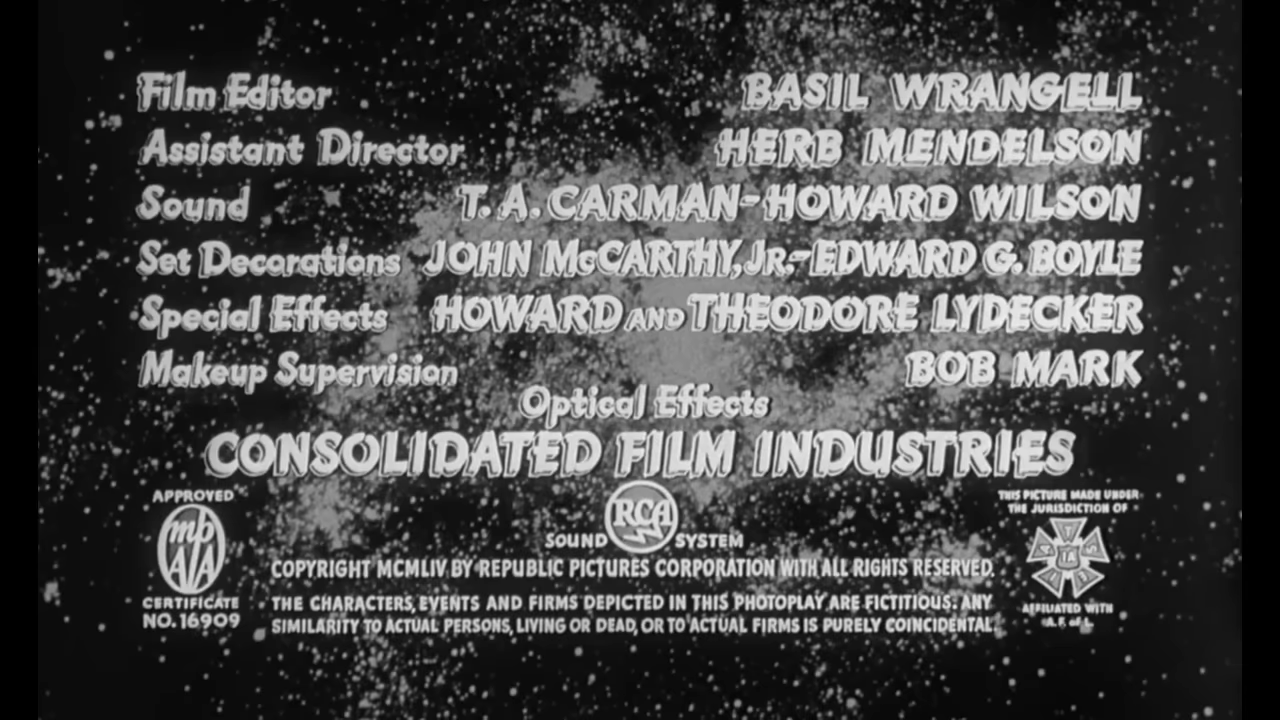 Film Editor BASIL WRANGELL
Assistant Director HERB MENDELSON
Sound T. A. CARMAN-HOWARD WILSON
Set Decorations JOHN McCARTHY, JR.-EDWARD G. BOYLE
Special Effects HOWARD AND THEODORE LYDECKER
Makeup Supervision BOB MARK
Optical Effects
CONSOLIDATED FILM INDUSTRIES
APPROVED
mp
AA
CERTIFICATE
NO. 16909
RCA
SOUND SYSTEM
THIS PICTURE MADE UNDER
THE JURISDICTION OF
IA
AFFILIATED WITH
A.F. of L.
COPYRIGHT MCMLIV BY REPUBLIC PICTURES CORPORATION WITH ALL RIGHTS RESERVED.
THE CHARACTERS, EVENTS AND FIRMS DEPICTED IN THIS PHOTOPLAY ARE FICTITIOUS. ANY
SIMILARITY TO ACTUAL PERSONS, LIVING OR DEAD, OR TO ACTUAL FIRMS IS PURELY COINCIDENTAL.